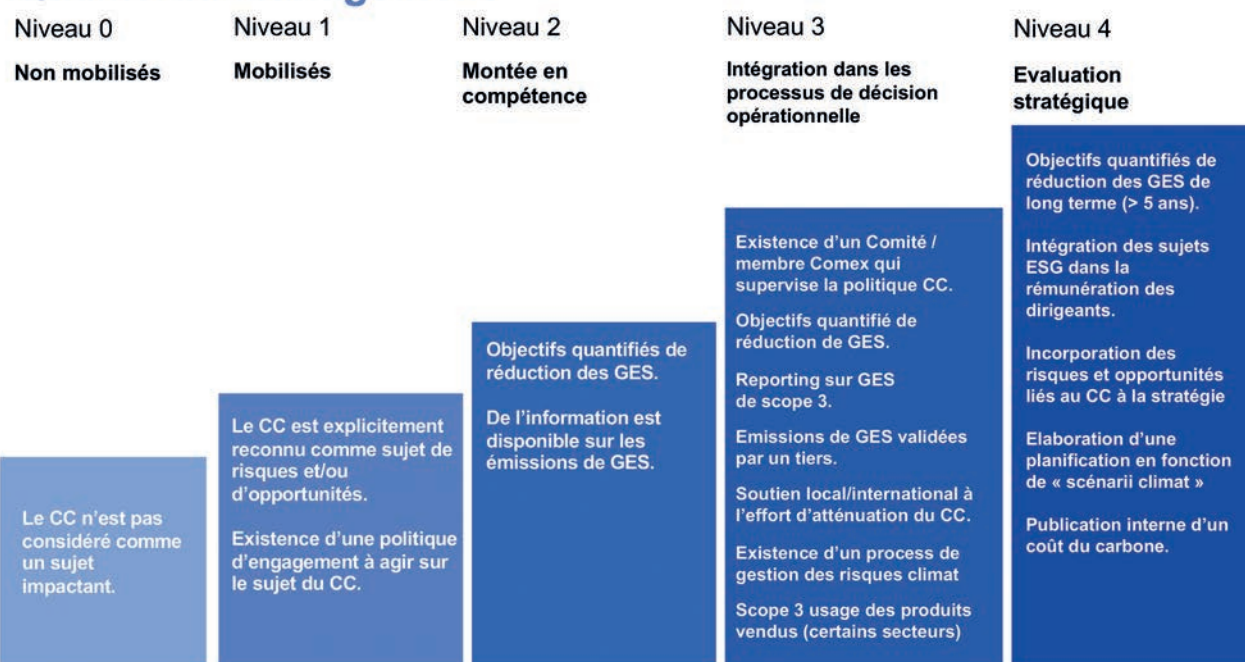 Niveau 0
Non mobilisés
Le CC n'est pas
considéré comme
un sujet
impactant.
Niveau 1
Mobilisés
Le CC est explicitement
reconnu comme sujet de
risques et/ou
d'opportunités.
Existence d'une politique
d'engagement à agir sur
le sujet du CC.
Niveau 2
Montée en
compétence
Objectifs quantifiés de
réduction des GES.
De l'information est
disponible sur les
émissions de GES.
Niveau 3
Intégration dans les
processus de décision
opérationnelle
Existence d'un Comité /
membre Comex qui
supervise la politique CC.
Objectifs quantifié de
réduction de GES.
Reporting sur GES
de scope 3.
Emissions de GES validées
par un tiers.
Soutien local/international à
l'effort d'atténuation du CC.
Existence d'un process de
gestion des risques climat
Scope 3 usage des produits
vendus (certains secteurs)
Niveau 4
Evaluation
stratégique
Objectifs quantifiés de
réduction des GES de
long terme (> 5 ans).
Intégration des sujets
ESG dans la
rémunération des
dirigeants.
Incorporation des
risques et opportunités
liés au CC à la stratégie
Elaboration d'une
planification en fonction
de « scénarii climat »
Publication interne d'un
coût du carbone.